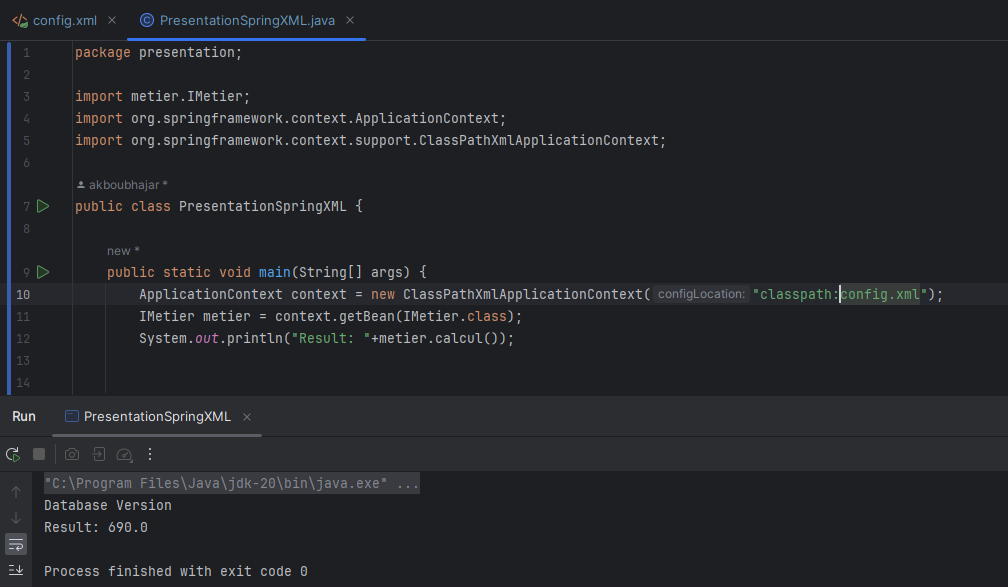 config.xml × PresentationSpringXML.java ×
1 package presentation;
2
3 import metier.IMetier;
4 import org.springframework.context.ApplicationContext;
5 import org.springframework.context.support.ClassPathXmlApplicationContext;
6
akboubhajar *
7 public class PresentationSpringXML {
8
new *
9 public static void main(String[] args) {
10 ApplicationContext context = new ClassPathXmlApplicationContext( configLocation: "classpath:config.xml");
11 IMetier metier = context.getBean(IMetier.class);
12 System.out.println("Result: "+metier.calcul());
13
14
Run PresentationSpringXML ×
"C:\Program Files\Java\jdk-20\bin\java.exe" ...
Database Version
Result: 690.0
Process finished with exit code 0